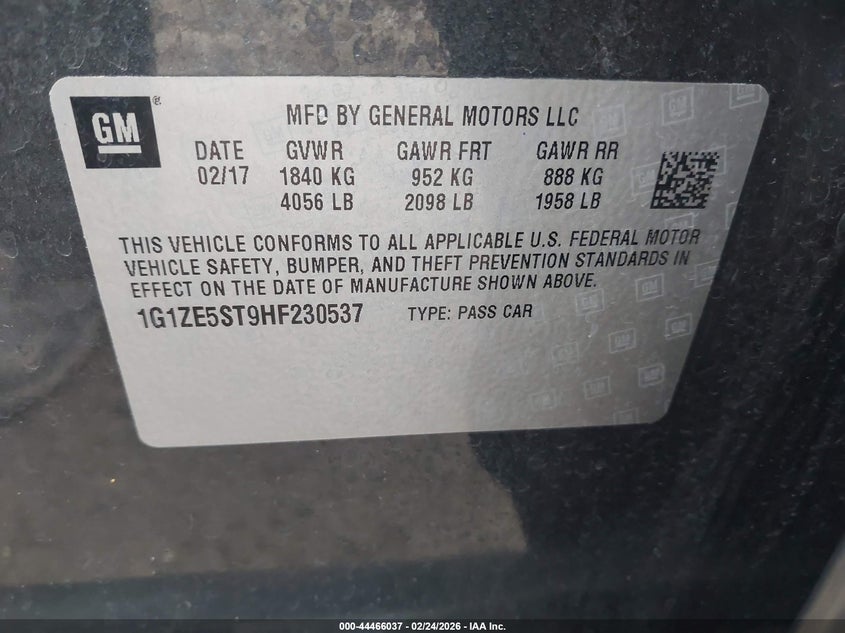 GM®
MFD BY GENERAL MOTORS LLC
DATE GVWR GAWR FRT GAWR RR
02/17 1840 KG 952 KG 888 KG
4056 LB 2098 LB 1958 LB
THIS VEHICLE CONFORMS TO ALL APPLICABLE U.S. FEDERAL MOTOR
VEHICLE SAFETY, BUMPER, AND THEFT PREVENTION STANDARDS IN
EFFECT ON THE DATE OF MANUFACTURE SHOWN ABOVE.
1G1ZE5ST9HF230537 TYPE: PASS CAR
000-44466037 - 02/24/2026 - IAA Inc.